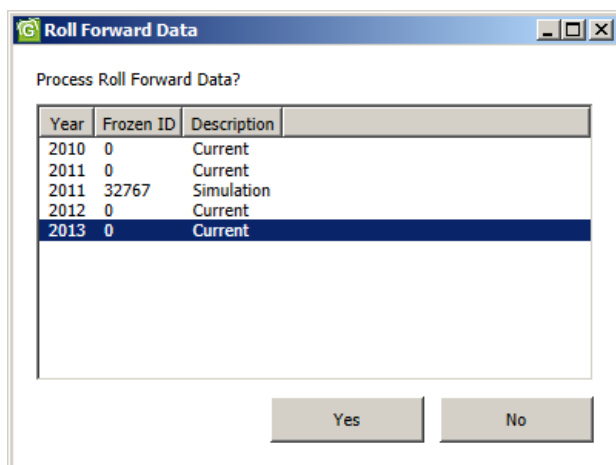 Roll Forward Data
Process Roll Forward Data?
Year Frozen ID Description
2010 0 Current
2011 0 Current
2011 32767 Simulation
2012 0 Current
2013 0 Current
Yes No